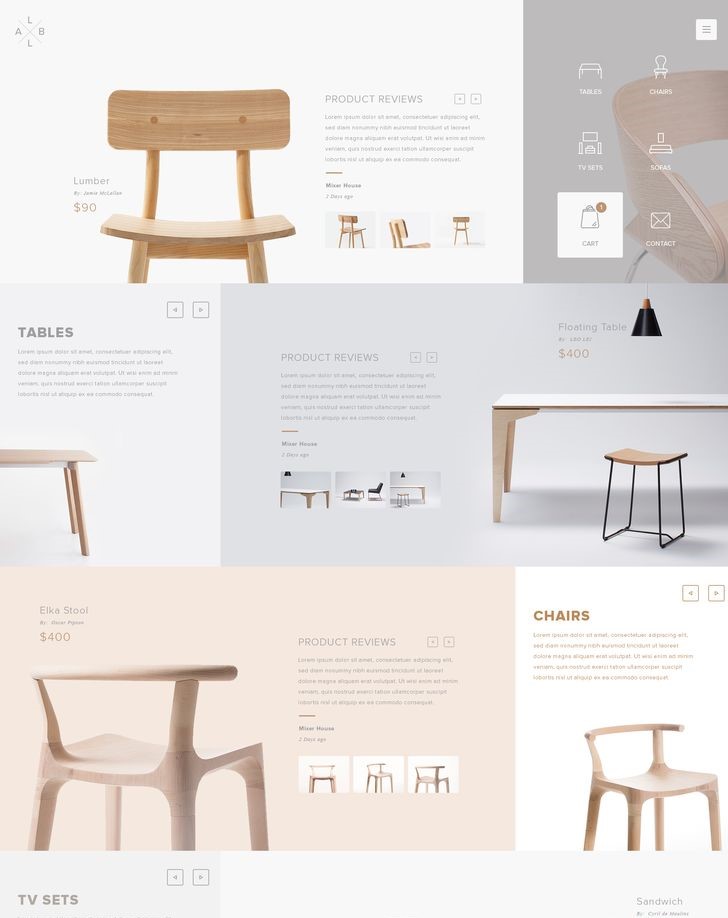 L
A B
L
PRODUCT REVIEWS
Lorem ipsum dolor sit amet, consectetuer adipiscing elit,
sed diam nonummy nibh euismod tincidunt ut laoreet
dolore magna aliquam erat volutpat. Ut wisi enim ad minim
veniam, quis nostrud exerci tation ullamcorper suscipit
lobortis nisl ut aliquip ex ea commodo consequat.
Mixer House
2 Days ago
Lumber
By: Jamie McLellan
$90
TABLES
CHAIRS
TV SETS
SOFAS
1
CART
CONTACT
TABLES
Lorem ipsum dolor sit amet, consectetuer adipiscing elit,
sed diam nonummy nibh euismod tincidunt ut laoreet
dolore magna aliquam erat volutpat. Ut wisi enim ad minim
veniam, quis nostrud exerci tation ullamcorper suscipit
lobortis nisl ut aliquip ex ea commodo consequat.
PRODUCT REVIEWS
Lorem ipsum dolor sit amet, consectetuer adipiscing elit,
sed diam nonummy nibh euismod tincidunt ut laoreet
dolore magna aliquam erat volutpat. Ut wisi enim ad minim
veniam, quis nostrud exerci tation ullamcorper suscipit
lobortis nisl ut aliquip ex ea commodo consequat.
Mixer House
2 Days ago
Floating Table
By: LEO LEI
$400
Elka Stool
By: Oscar Pipson
$400
PRODUCT REVIEWS
Lorem ipsum dolor sit amet, consectetuer adipiscing elit,
sed diam nonummy nibh euismod tincidunt ut laoreet
dolore magna aliquam erat volutpat. Ut wisi enim ad minim
veniam, quis nostrud exerci tation ullamcorper suscipit
lobortis nisl ut aliquip ex ea commodo consequat.
Mixer House
2 Days ago
CHAIRS
Lorem ipsum dolor sit amet, consectetuer adipiscing elit,
sed diam nonummy nibh euismod tincidunt ut laoreet
dolore magna aliquam erat volutpat. Ut wisi enim ad minim
veniam, quis nostrud exerci tation ullamcorper suscipit
lobortis nisl ut aliquip ex ea commodo consequat.
TV SETS
Sandwich
By: Cyril de Moulins